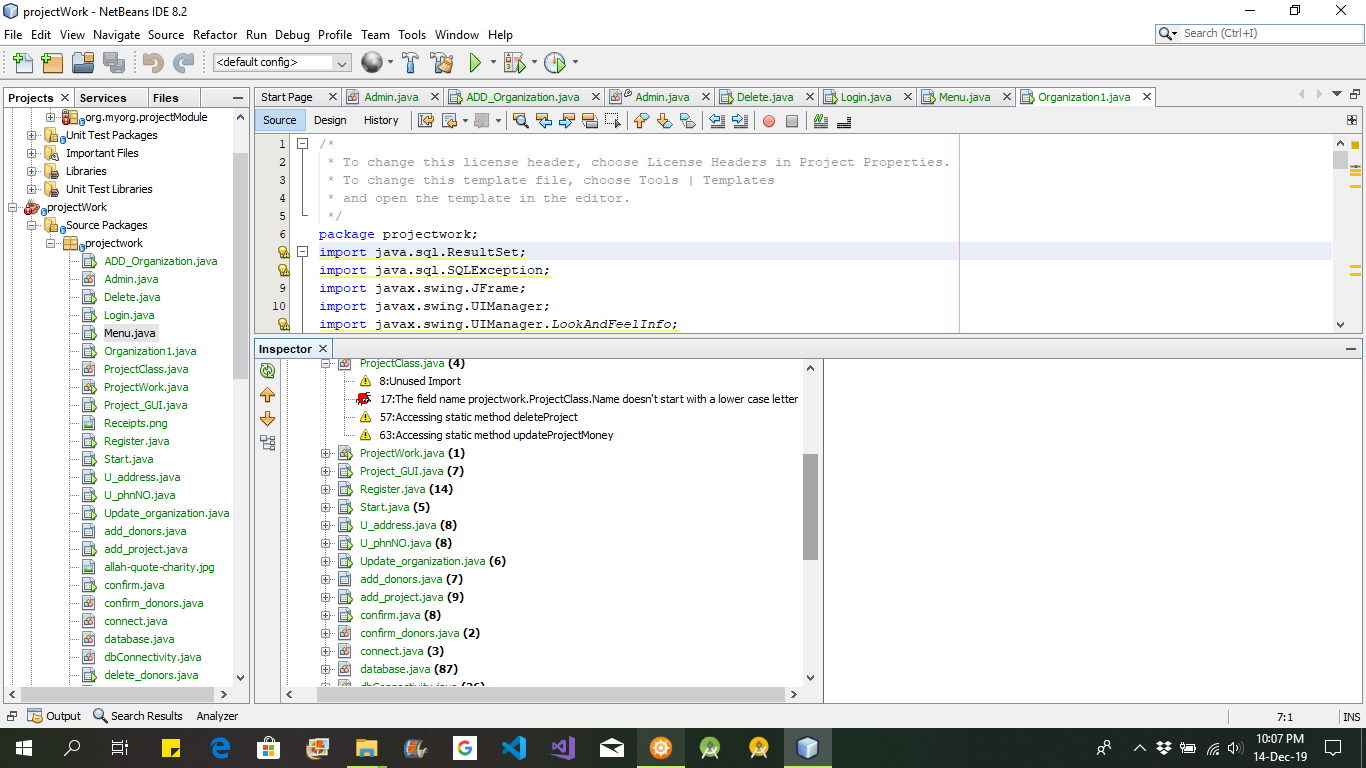 projectWork - NetBeans IDE 8.2
File Edit View Navigate Source Refactor Run Debug Profile Team Tools Window Help
Search (Ctrl+I)
<default config>
Projects Services Files
org.myorg.projectModule
Unit Test Packages
Important Files
Libraries
Unit Test Libraries
projectWork
Source Packages
projectwork
ADD_Organization.java
Admin.java
Delete.java
Login.java
Menu.java
Organization1.java
ProjectClass.java
ProjectWork.java
Project_GUI.java
Receipts.png
Register.java
Start.java
U_address.java
U_phnNO.java
Update_organization.java
add_donors.java
add_project.java
allah-quote-charity.jpg
confirm.java
confirm_donors.java
connect.java
database.java
dbConnectivity.java
delete_donors.java
Start Page Admin.java ADD_Organization.java Admin.java Delete.java Login.java Menu.java Organization1.java
Source Design History
1 /*
2 * To change this license header, choose License Headers in Project Properties.
3 * To change this template file, choose Tools | Templates
4 * and open the template in the editor.
5 */
6 package projectwork;
import java.sql.ResultSet;
import java.sql.SQLException;
9 import javax.swing.JFrame;
10 import javax.swing.UIManager;
import javax.swing.UIManager.LookAndFeelInfo;
Inspector
ProjectClass.java (4)
8:Unused Import
17:The field name projectwork.ProjectClass.Name doesn't start with a lower case letter
57:Accessing static method deleteProject
63:Accessing static method updateProjectMoney
ProjectWork.java (1)
Project_GUI.java (7)
Register.java (14)
Start.java (5)
U_address.java (8)
U_phnNO.java (8)
Update_organization.java (6)
add_donors.java (7)
add_project.java (9)
confirm.java (8)
confirm_donors.java (2)
connect.java (3)
database.java (87)
dbConnectivity.java
Output Search Results Analyzer
7:1 INS
10:07 PM
14-Dec-19